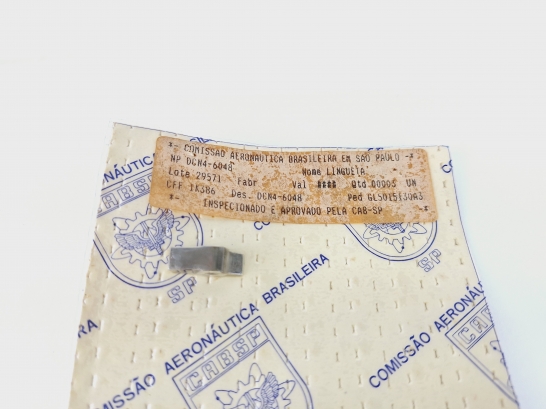 *- COMISSÃO AERONÁUTICA BRASILEIRA EM SÃO PAULO -*
NP DCN4-6048 Nome LINGUETA
Lote 29571 Fabr Val #### Qtd 00005 UN
CFF 1K386 Des. DCN4-6048 Ped GLS015130A3
*- INSPECIONADO E APROVADO PELA CAB-SP -*
COMISSÃO AERONÁUTICA
CABSP
SP
COMISSÃO AERONÁUTICA BRASILEIRA
CABSP
COMISSÃO AERONÁUTICA